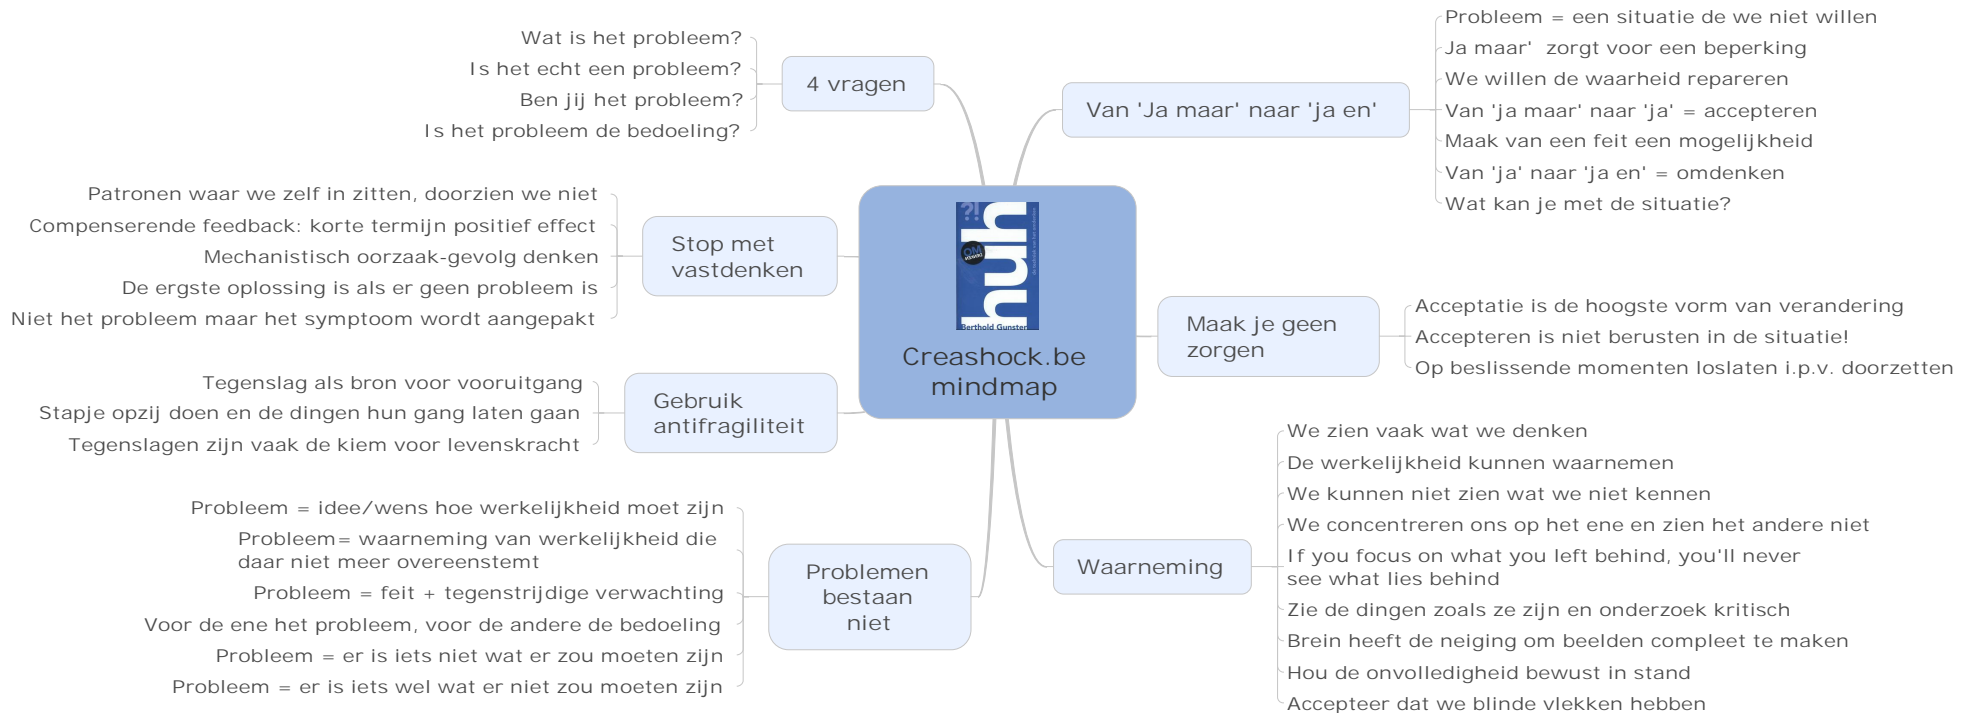 Wat is het probleem?
Is het echt een probleem?
Ben jij het probleem?
Is het probleem de bedoeling?
4 vragen
Patronen waar we zelf in zitten, doorzien we niet
Compenserende feedback: korte termijn positief effect
Mechanistisch oorzaak-gevolg denken
De ergste oplossing is als er geen probleem is
Niet het probleem maar het symptoom wordt aangepakt
Stop met
vastdenken
Tegenslag als bron voor vooruitgang
Stapje opzij doen en de dingen hun gang laten gaan
Tegenslagen zijn vaak de kiem voor levenskracht
Gebruik
antifragiliteit
Probleem = idee/wens hoe werkelijkheid moet zijn
Probleem= waarneming van werkelijkheid die
daar niet meer overeenstemt
Probleem = feit + tegenstrijdige verwachting
Voor de ene het probleem, voor de andere de bedoeling
Probleem = er is iets niet wat er zou moeten zijn
Probleem = er is iets wel wat er niet zou moeten zijn
Problemen
bestaan
niet
?!
huh
OM
Berthold Gunster
Creashock.be
mindmap
Van 'Ja maar' naar 'ja en'
Probleem = een situatie de we niet willen
Ja maar'  zorgt voor een beperking
We willen de waarheid repareren
Van 'ja maar' naar 'ja' = accepteren
Maak van een feit een mogelijkheid
Van 'ja' naar 'ja en' = omdenken
Wat kan je met de situatie?
Maak je geen
zorgen
Acceptatie is de hoogste vorm van verandering
Accepteren is niet berusten in de situatie!
Op beslissende momenten loslaten i.p.v. doorzetten
Waarneming
We zien vaak wat we denken
De werkelijkheid kunnen waarnemen
We kunnen niet zien wat we niet kennen
We concentreren ons op het ene en zien het andere niet
If you focus on what you left behind, you'll never
see what lies behind
Zie de dingen zoals ze zijn en onderzoek kritisch
Brein heeft de neiging om beelden compleet te maken
Hou de onvolledigheid bewust in stand
Accepteer dat we blinde vlekken hebben